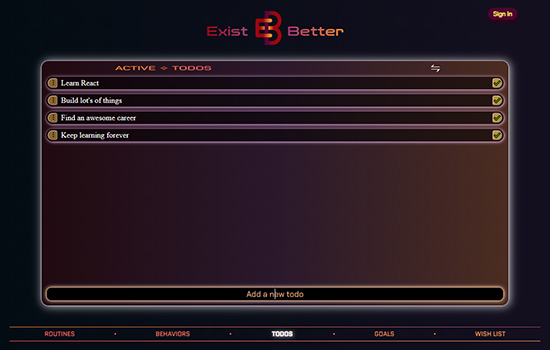 Sign In
Exist Better
ACTIVE TODOS
Learn React
Build lot's of things
Find an awesome career
Keep learning forever
Add a new todo
ROUTINES • BEHAVIORS • TODOS • GOALS • WISH LIST